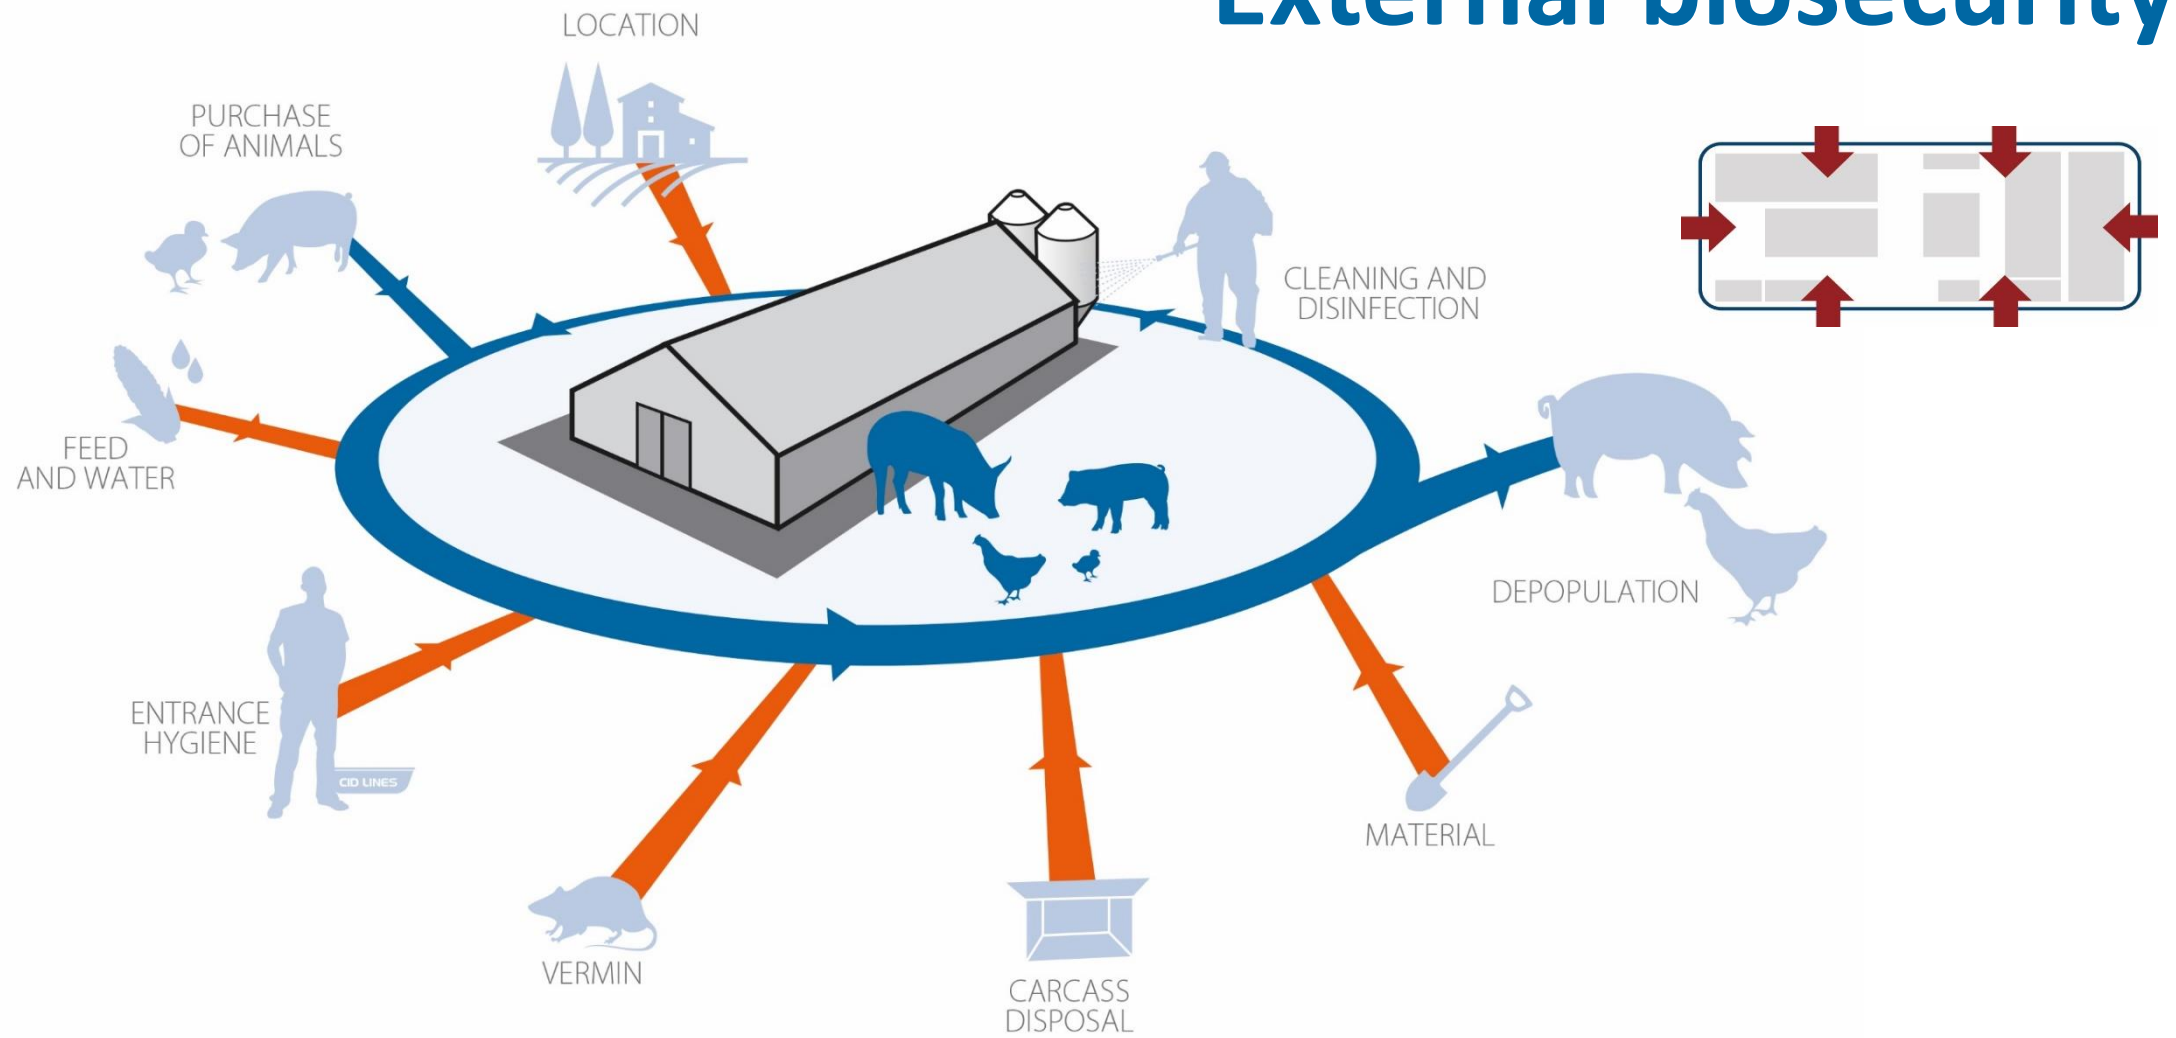 External biosecurity
LOCATION
PURCHASE
OF ANIMALS
CLEANING AND
DISINFECTION
FEED
AND WATER
DEPOPULATION
ENTRANCE
HYGIENE
CID LINES
MATERIAL
VERMIN
CARCASS
DISPOSAL